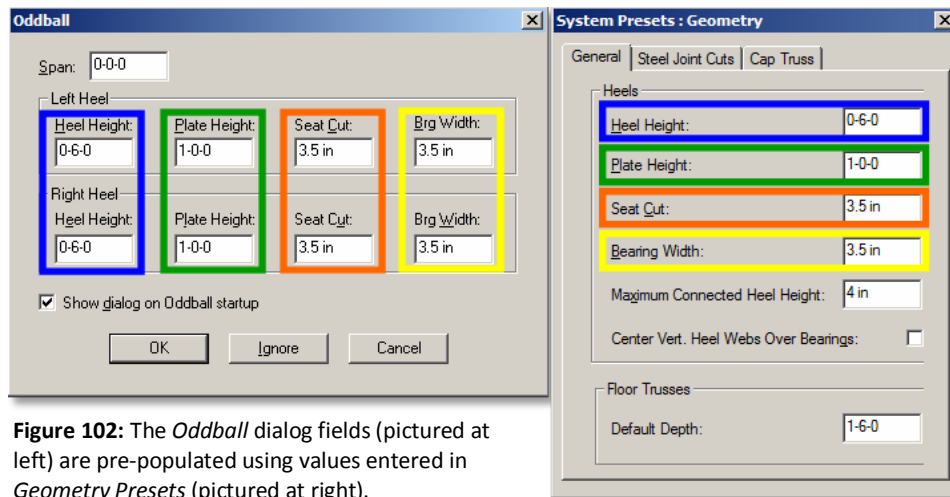 Oddball
Span: 0-0-0
Left Heel
Heel Height: Plate Height: Seat Cut: Brg Width:
0-6-0 1-0-0 3.5 in 3.5 in
Right Heel
Heel Height: Plate Height: Seat Cut: Brg Width:
0-6-0 1-0-0 3.5 in 3.5 in
Show dialog on Oddball startup
OK Ignore Cancel
Figure 102: The Oddball dialog fields (pictured at
left) are pre-populated using values entered in
Geometry Presets (pictured at right).
System Presets : Geometry
General Steel Joint Cuts Cap Truss
Heels
Heel Height: 0-6-0
Plate Height: 1-0-0
Seat Cut: 3.5 in
Bearing Width: 3.5 in
Maximum Connected Heel Height: 4 in
Center Vert. Heel Webs Over Bearings:
Floor Trusses
Default Depth: 1-6-0